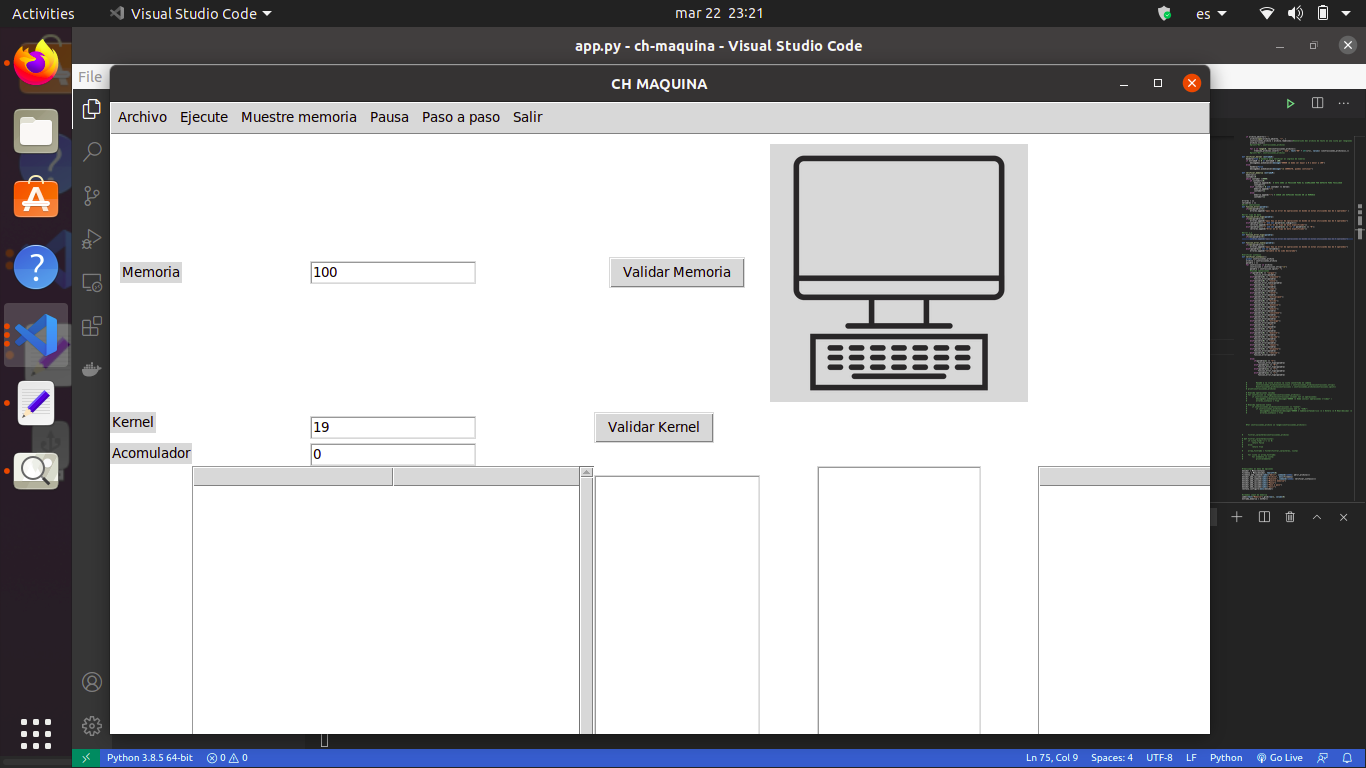 Activities Visual Studio Code mar 22 23:21 es
app.py - ch-maquina - Visual Studio Code
File
CH MAQUINA
Archivo Ejecute Muestre memoria Pausa Paso a paso Salir
Memoria 100 Validar Memoria
Kernel 19 Validar Kernel
Acomulador 0
Python 3.8.5 64-bit 0 0 Ln 75, Col 9 Spaces: 4 UTF-8 LF Python Go Live